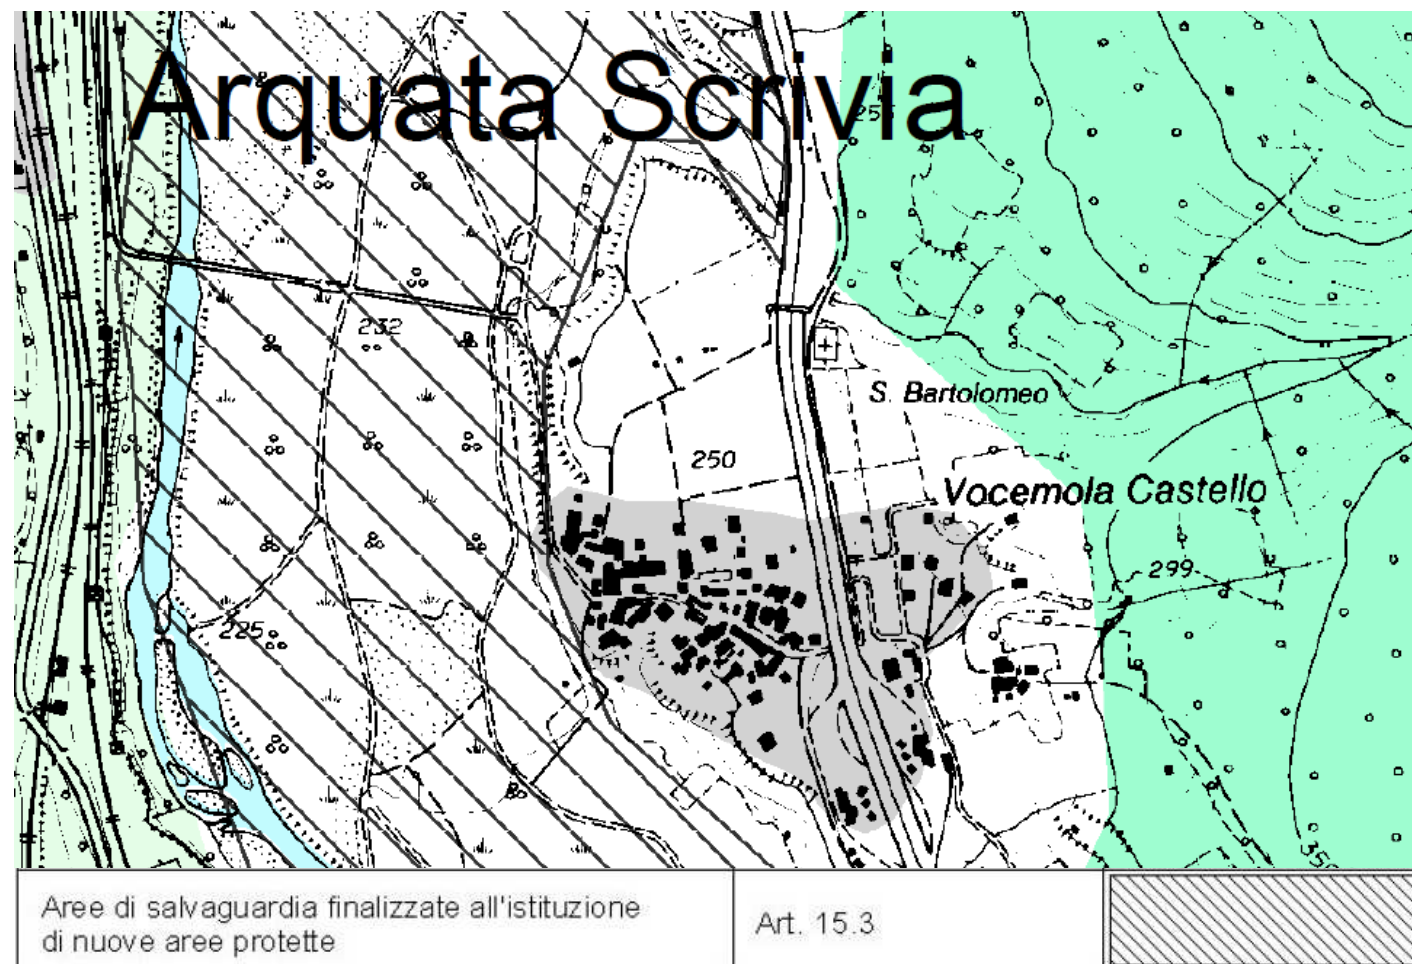 Arquata Scrivia
25
232
S. Bartolomeo
250
Vocemola Castello
299
225
350
Aree di salvaguardia finalizzate all'istituzione
di nuove aree protette
Art. 15.3